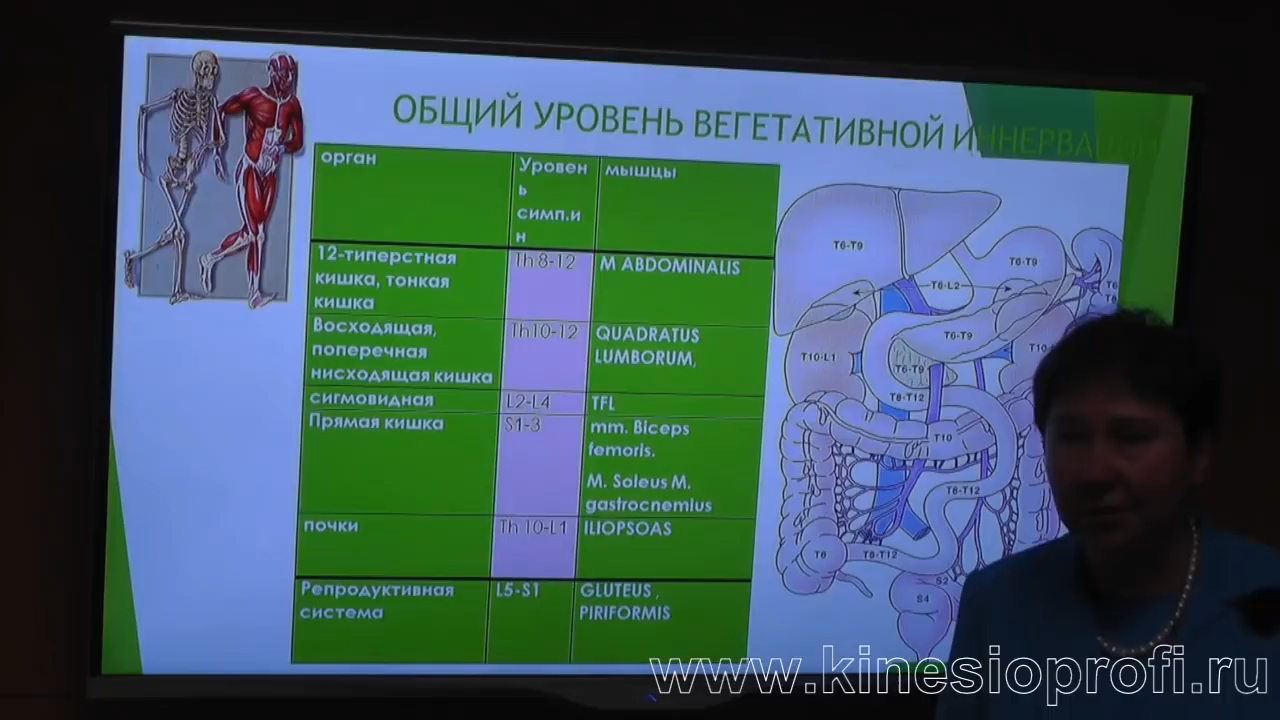 ОБЩИЙ УРОВЕНЬ ВЕГЕТАТИВНОЙ ИННЕРВАЦИИ
орган
Уровен
ь
симп.и
н
мышцы
12-типерстная
кишка, тонкая
кишка
Th 8-12
M ABDOMINALIS
Восходящая,
поперечная
нисходящая кишка
Th10-12
QUADRATUS
LUMBORUM,
сигмовидная
L2-L4
TFL
Прямая кишка
S1-3
mm. Biceps
femoris.
M. Soleus M.
gastrocnemius
почки
Th 10-L1
ILIOPSOAS
Репродуктивная
система
L5-S1
GLUTEUS ,
PIRIFORMIS
T6-T9
T6-T9
T6-L2
T6
T6-T9
T10-L1
T10
T6-T9
T8-T12
T10
T8-T12
T8
T8-T12
S2
S4
www.kinesioprofi.ru